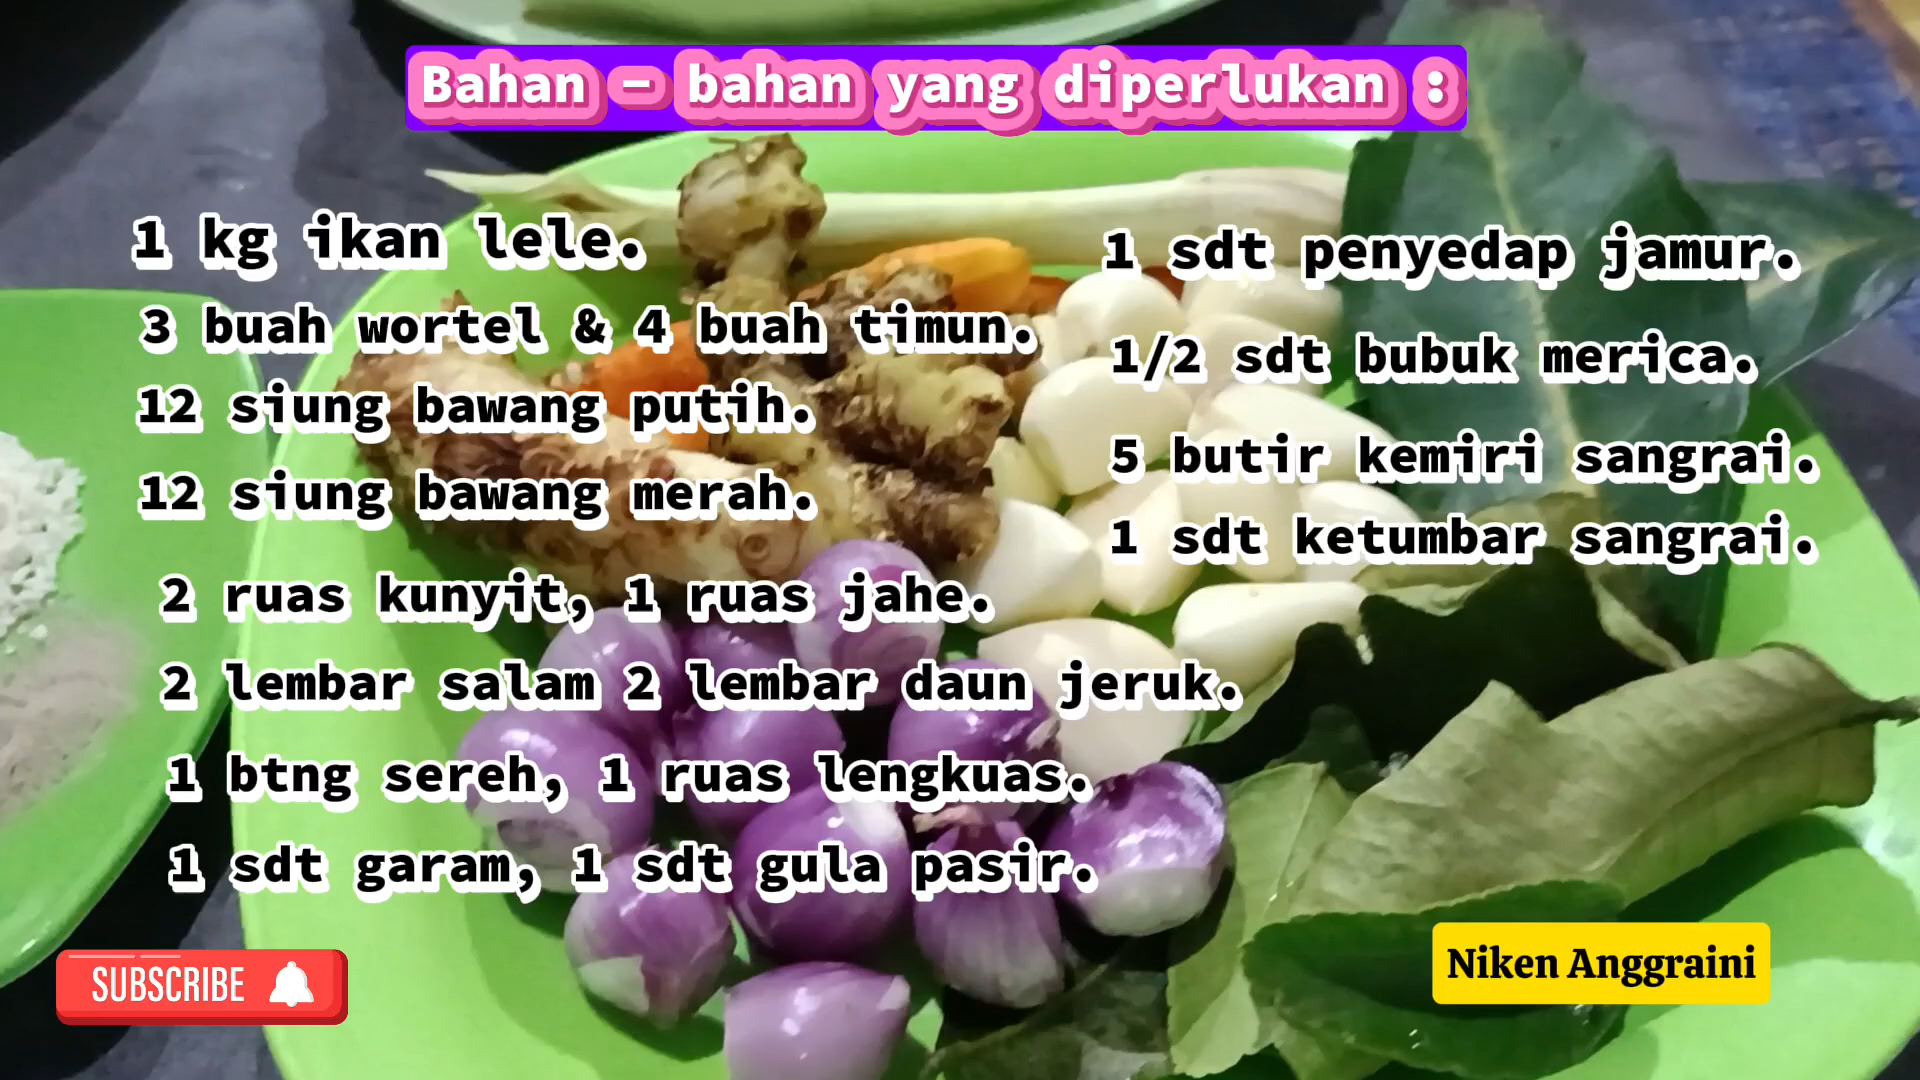 Bahan - bahan yang diperlukan :
1 kg ikan lele.
3 buah wortel & 4 buah timun.
12 siung bawang putih.
12 siung bawang merah.
2 ruas kunyit, 1 ruas jahe.
2 lembar salam 2 lembar daun jeruk.
1 btng sereh, 1 ruas lengkuas.
1 sdt garam, 1 sdt gula pasir.
1 sdt penyedap jamur.
1/2 sdt bubuk merica.
5 butir kemiri sangrai.
1 sdt ketumbar sangrai.
SUBSCRIBE
Niken Anggraini